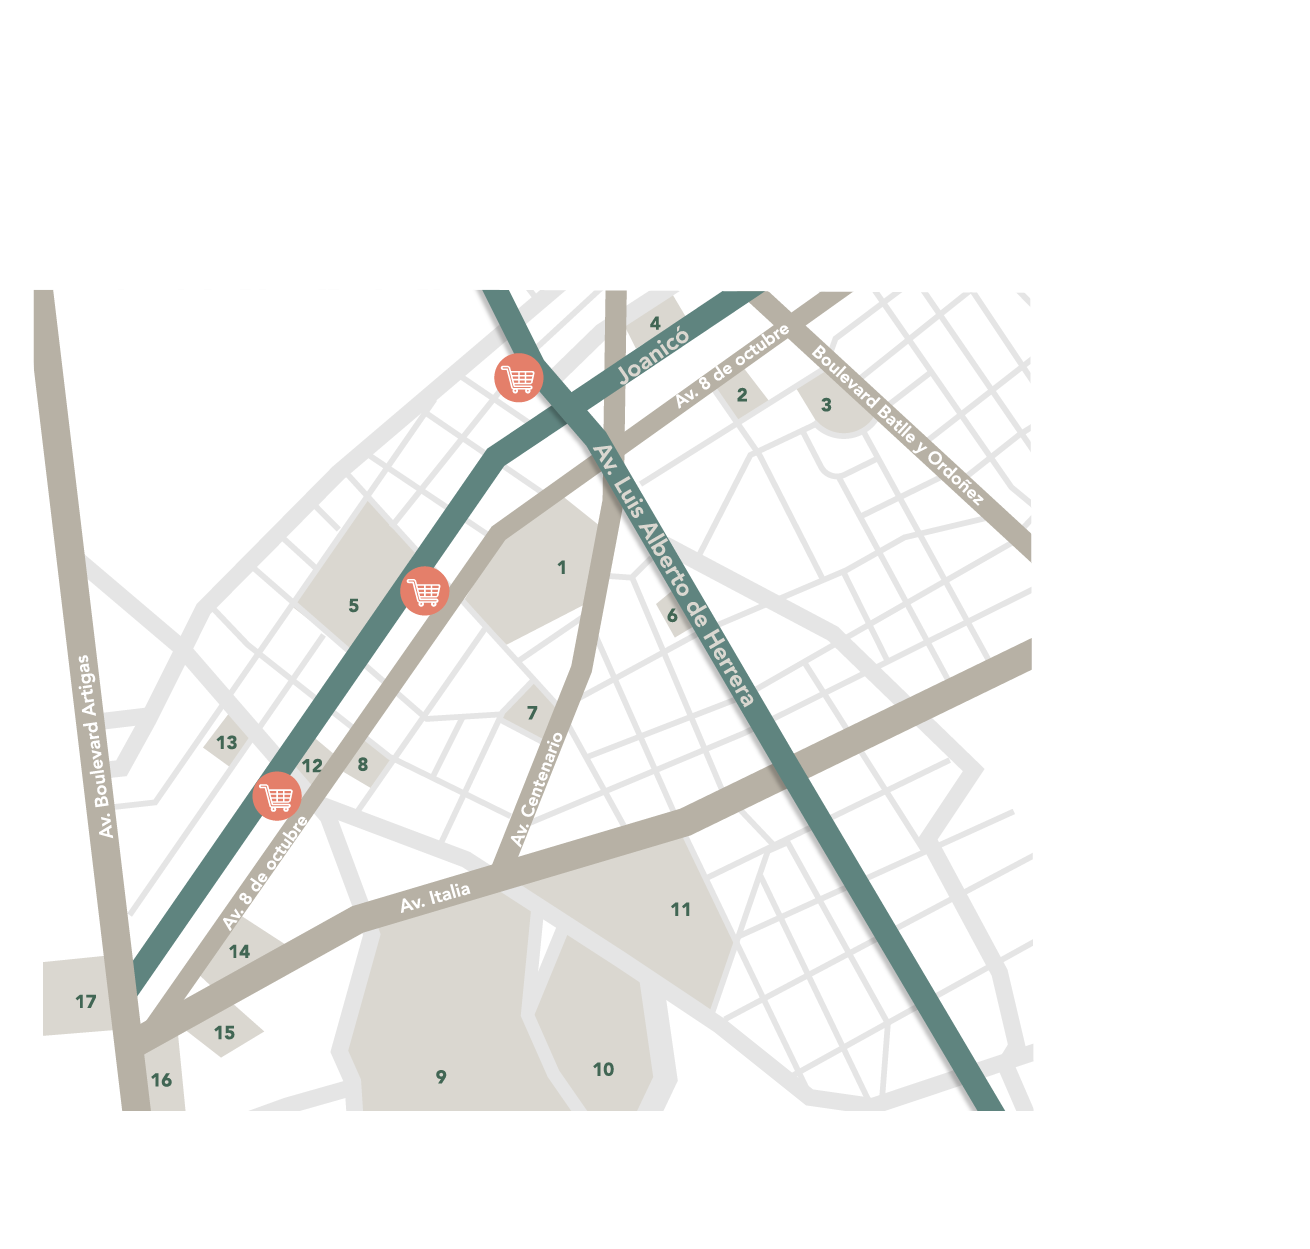 4
Joanicó
Av. 8 de octubre
2
Boulevard Batlle y Ordoñez
3
Av. Luis Alberto de Herrera
1
5
6
Av. Boulevard Artigas
7
13
12
8
Av. Centenario
Av. 8 de octubre
Av. Italia
11
14
17
15
9
10
16